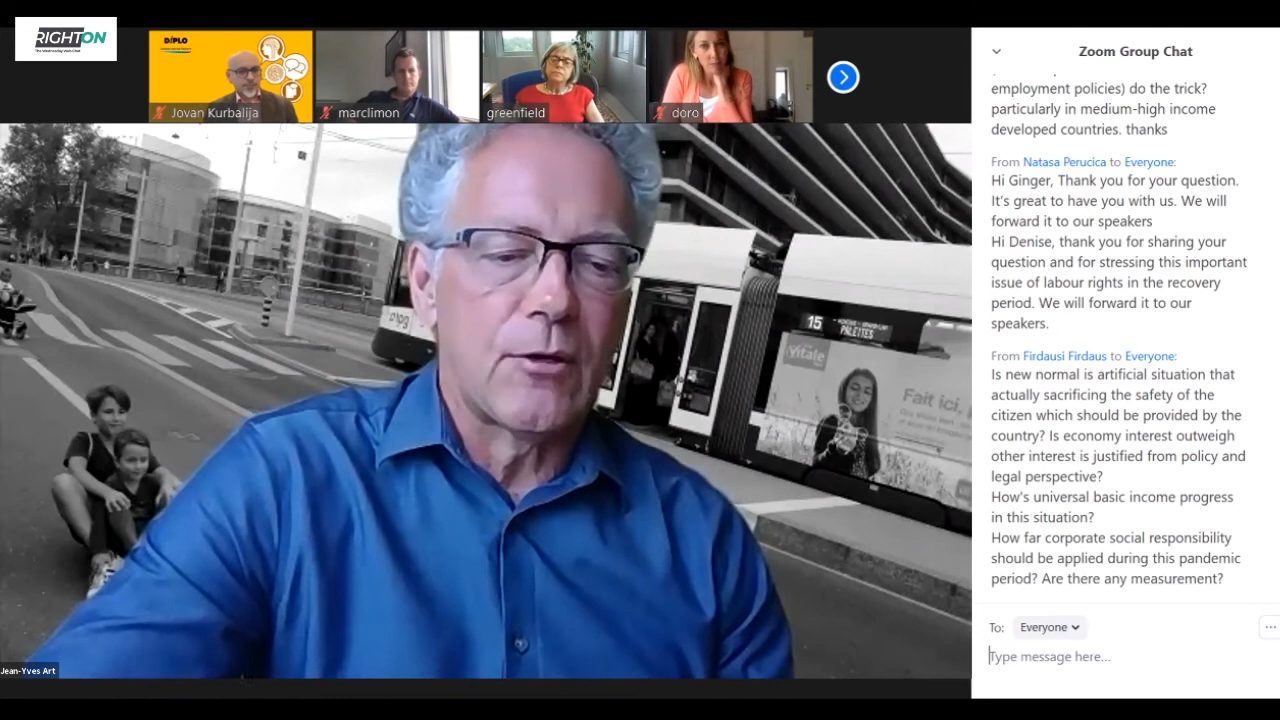 RIGHTON
The Wednesday Web Chat
DiPLO
Jovan Kurbalija
marclimon
greenfield
doro
15
PALETTES
Vitale
Fait ici,
Jean-Yves Art
Zoom Group Chat
employment policies) do the trick?
particularly in medium-high income
developed countries. thanks
From Natasa Perucica to Everyone:
Hi Ginger, Thank you for your question.
It's great to have you with us. We will
forward it to our speakers
Hi Denise, thank you for sharing your
question and for stressing this important
issue of labour rights in the recovery
period. We will forward it to our
speakers.
From Firdausi Firdaus to Everyone:
Is new normal is artificial situation that
actually sacrificing the safety of the
citizen which should be provided by the
country? Is economy interest outweigh
other interest is justified from policy and
legal perspective?
How's universal basic income progress
in this situation?
How far corporate social responsibility
should be applied during this pandemic
period? Are there any measurement?
To: Everyone
Type message here...